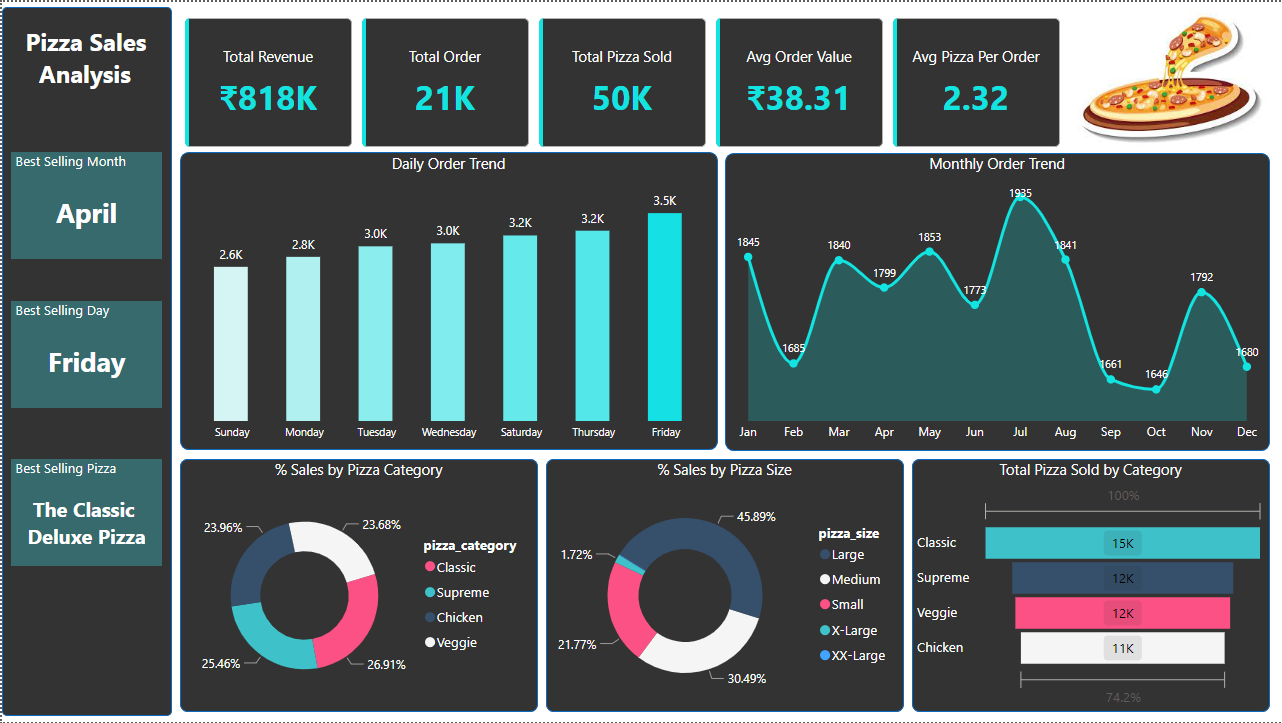 Pizza Sales
Analysis
Total Revenue
₹818K
Total Order
21K
Total Pizza Sold
50K
Avg Order Value
₹38.31
Avg Pizza Per Order
2.32
Best Selling Month
April
Best Selling Day
Friday
Best Selling Pizza
The Classic
Deluxe Pizza
Daily Order Trend
2.6K
2.8K
3.0K
3.0K
3.2K
3.2K
3.5K
Sunday
Monday
Tuesday
Wednesday
Saturday
Thursday
Friday
Monthly Order Trend
1845
1685
1840
1799
1853
1773
1935
1841
1661
1646
1792
1680
Jan
Feb
Mar
Apr
May
Jun
Jul
Aug
Sep
Oct
Nov
Dec
% Sales by Pizza Category
23.96%
23.68%
25.46%
26.91%
pizza_category
Classic
Supreme
Chicken
Veggie
% Sales by Pizza Size
45.89%
1.72%
21.77%
30.49%
pizza_size
Large
Medium
Small
X-Large
XX-Large
Total Pizza Sold by Category
100%
Classic
15K
Supreme
12K
Veggie
12K
Chicken
11K
74.2%